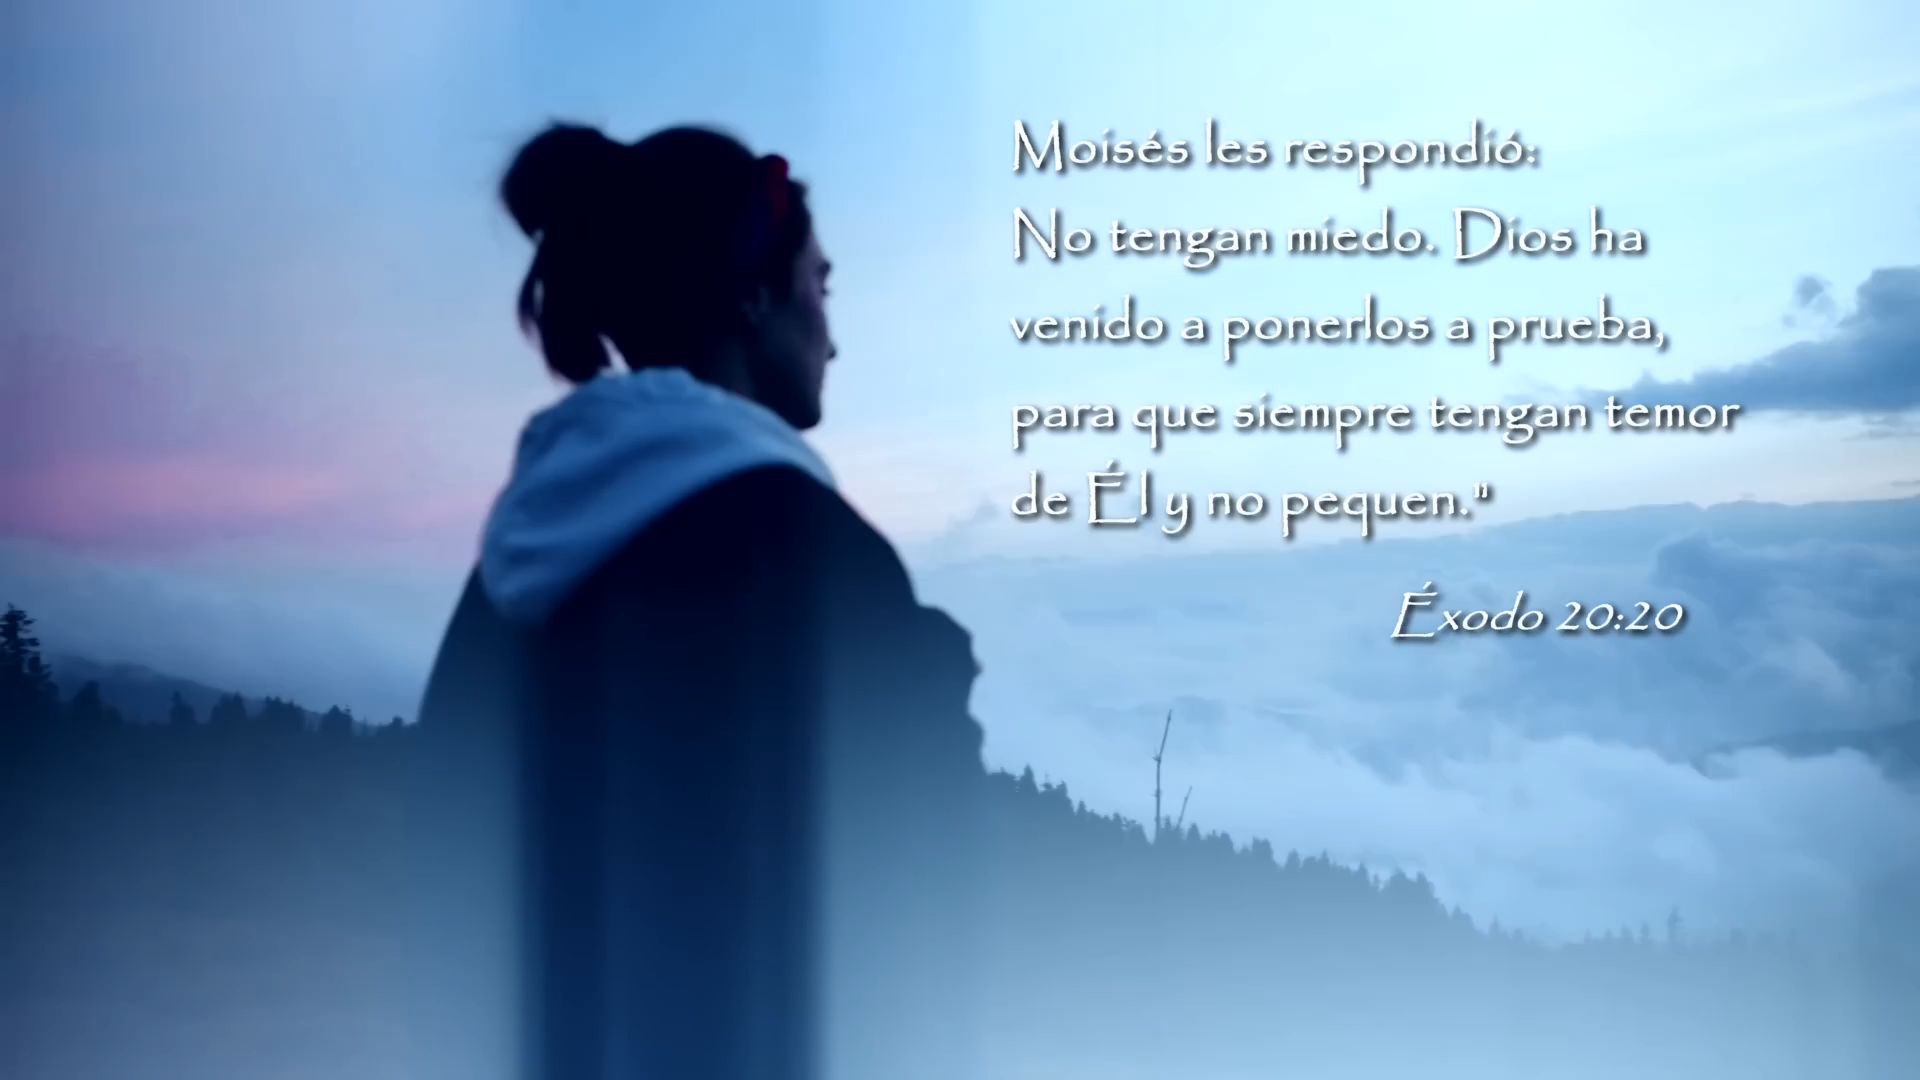 Moisés les respondió:
No tengan miedo. Dios ha
venido a ponerlos a prueba,
para que siempre tengan temor
de Él y no pequen."
Éxodo 20:20